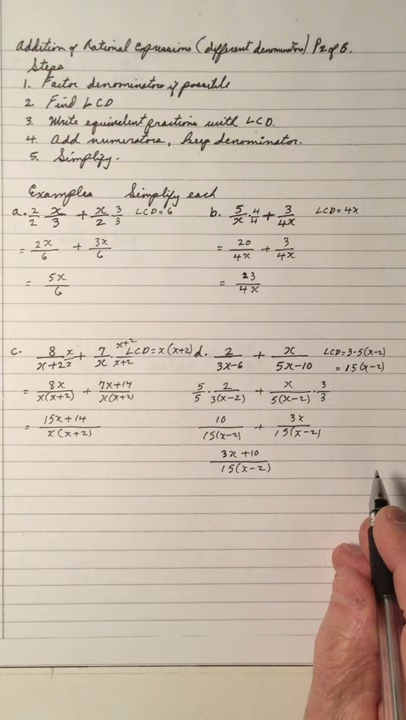 Addition of Rational Expressions (different denominators) P2 of 6.
Steps
1. Factor denominators if possible
2 Find LCD
3. Write equivalent fractions with LCD.
4. Add numerators, keep denominator.
5. Simplify.
Examples Simplify each
a. 2/2 · x/3 + x/2 · 3/3 LCD=6
= 2x/6 + 3x/6
= 5x/6
b. 5/x · 4/4 + 3/4x LCD=4x
= 20/4x + 3/4x
= 23/4x
c. 8/x+2 · x/x + 7/x · x+2/x+2 LCD=x(x+2)
= 8x/x(x+2) + 7x+14/x(x+2)
= 15x+14/x(x+2)
d. 2/3x-6 + x/5x-10 LCD=3·5(x-2)
= 15(x-2)
5/5 · 2/3(x-2) + x/5(x-2) · 3/3
10/15(x-2) + 3x/15(x-2)
3x+10/15(x-2)